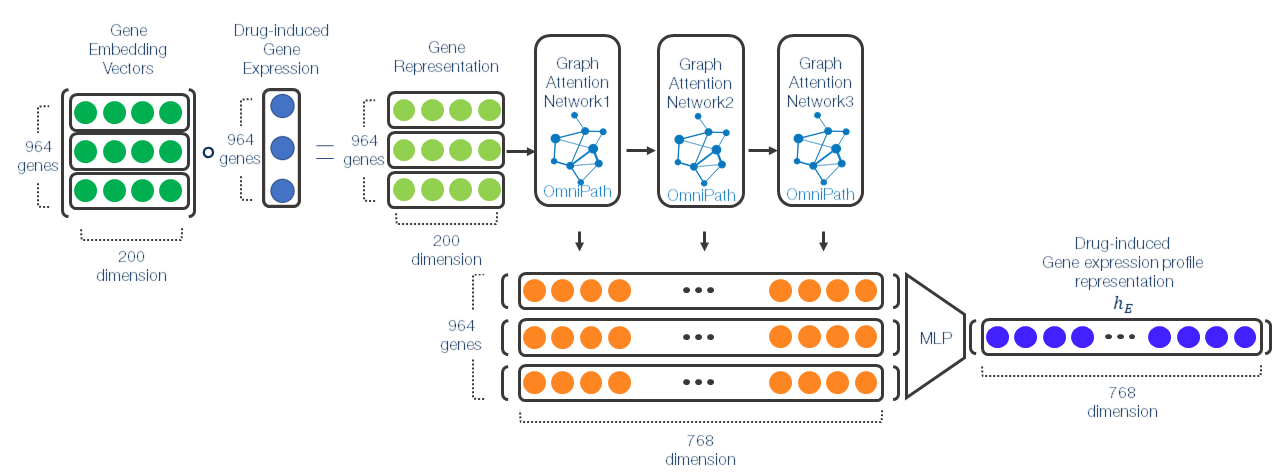 Gene
Embedding
Vectors
Drug-induced
Gene
Expression
Gene
Representation
Graph
Attention
Network1
OmniPath
Graph
Attention
Network2
OmniPath
Graph
Attention
Network3
OmniPath
964
genes
964
genes
=
964
genes
200
dimension
200
dimension
964
genes
MLP
Drug-induced
Gene expression profile
representation
h_E
768
dimension
768
dimension